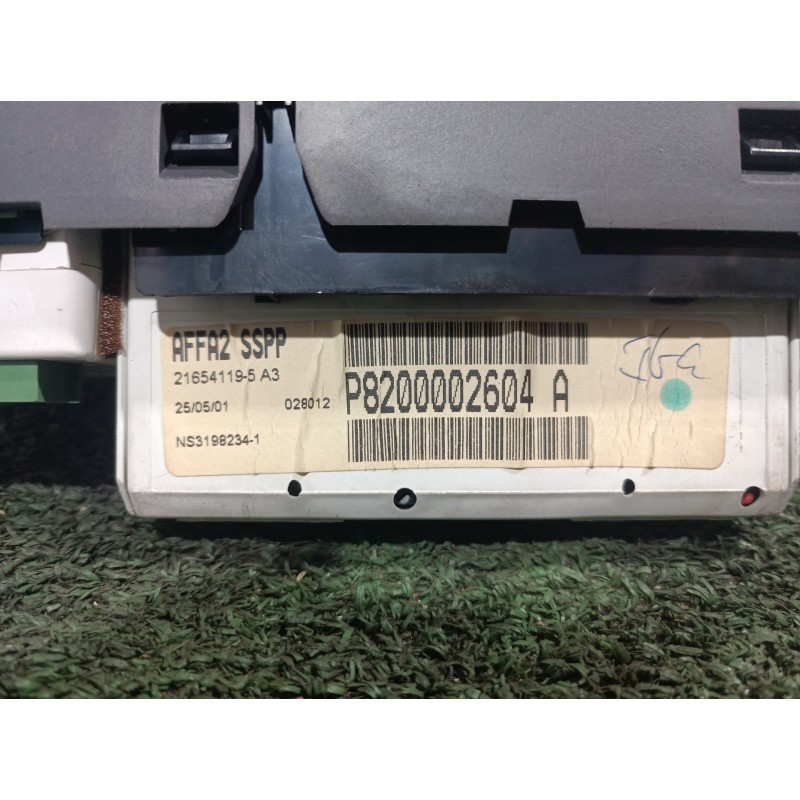 AFFA2 SSPP
21654119-5 A3
25/05/01 028012
NS3198234-1
P8200002604 A